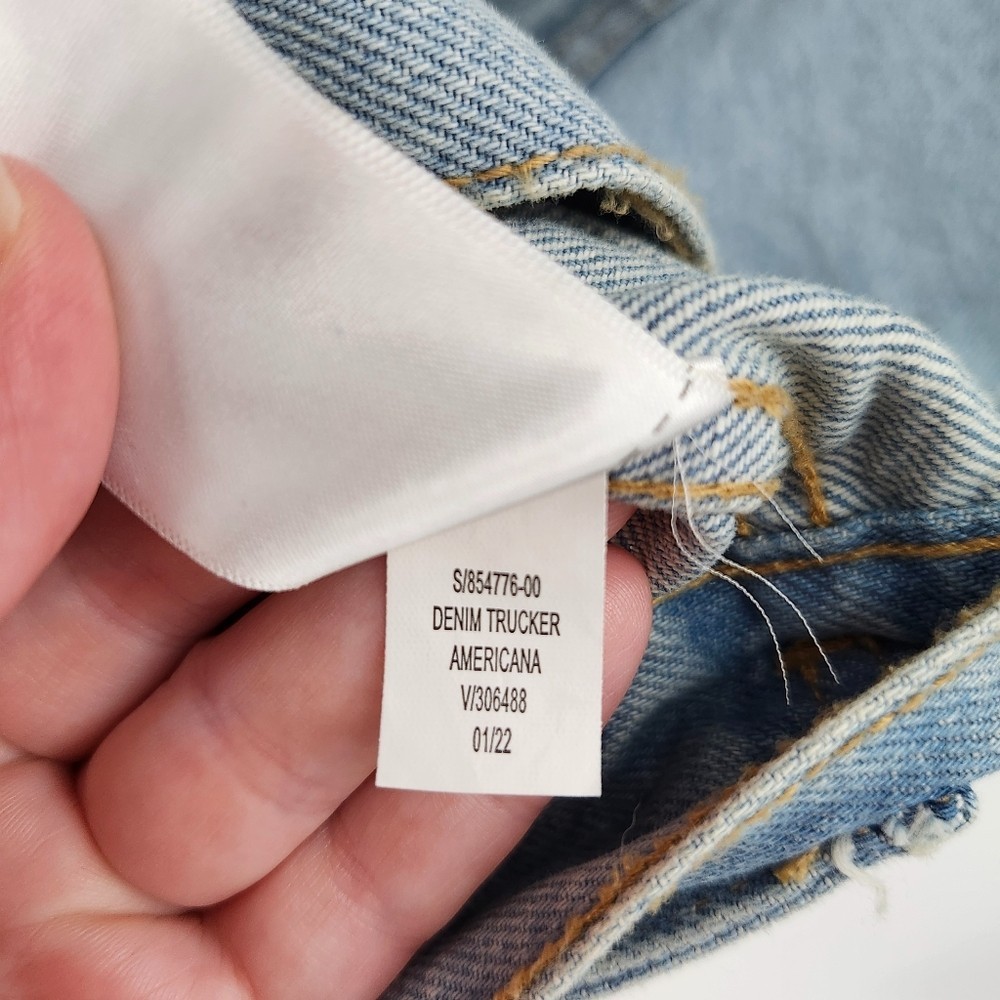 S/854776-00
DENIM TRUCKER
AMERICANA
V/306488
01/22